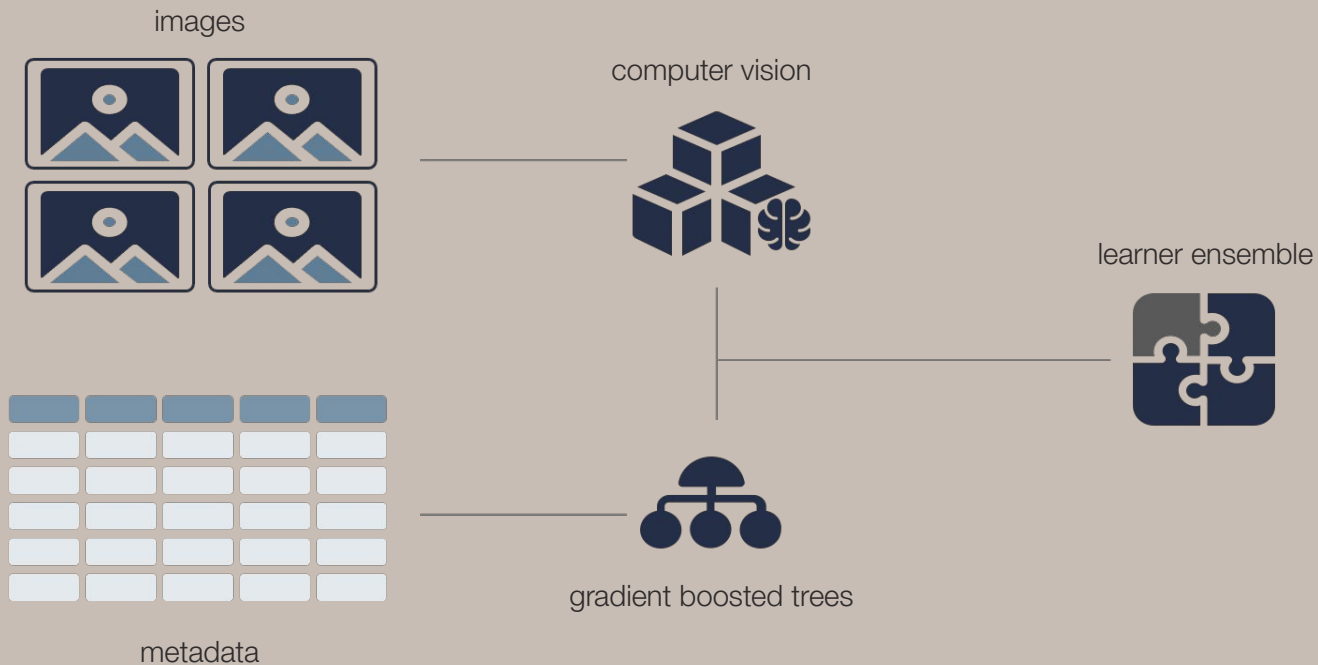 images
computer vision
learner ensemble
gradient boosted trees
metadata